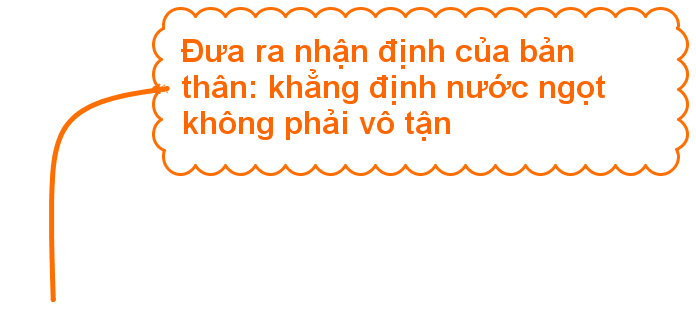 Đưa ra nhận định của bản
thân: khẳng định nước ngọt
không phải vô tận